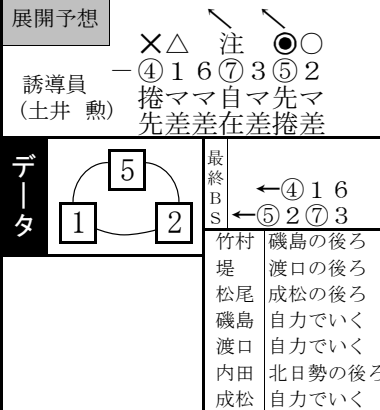 展開予想
×△ 注 ◉○
－④１６⑦３⑤２
誘導員
（土井 勲）
捲ママ自マ先マ
先差差在差捲差
データ
5
1 2
最終BS
←④１６
←⑤２⑦３
竹村 磯島の後ろ
堤 渡口の後ろ
松尾 成松の後ろ
磯島 自力でいく
渡口 自力でいく
内田 北日勢の後ろ
成松 自力でいく